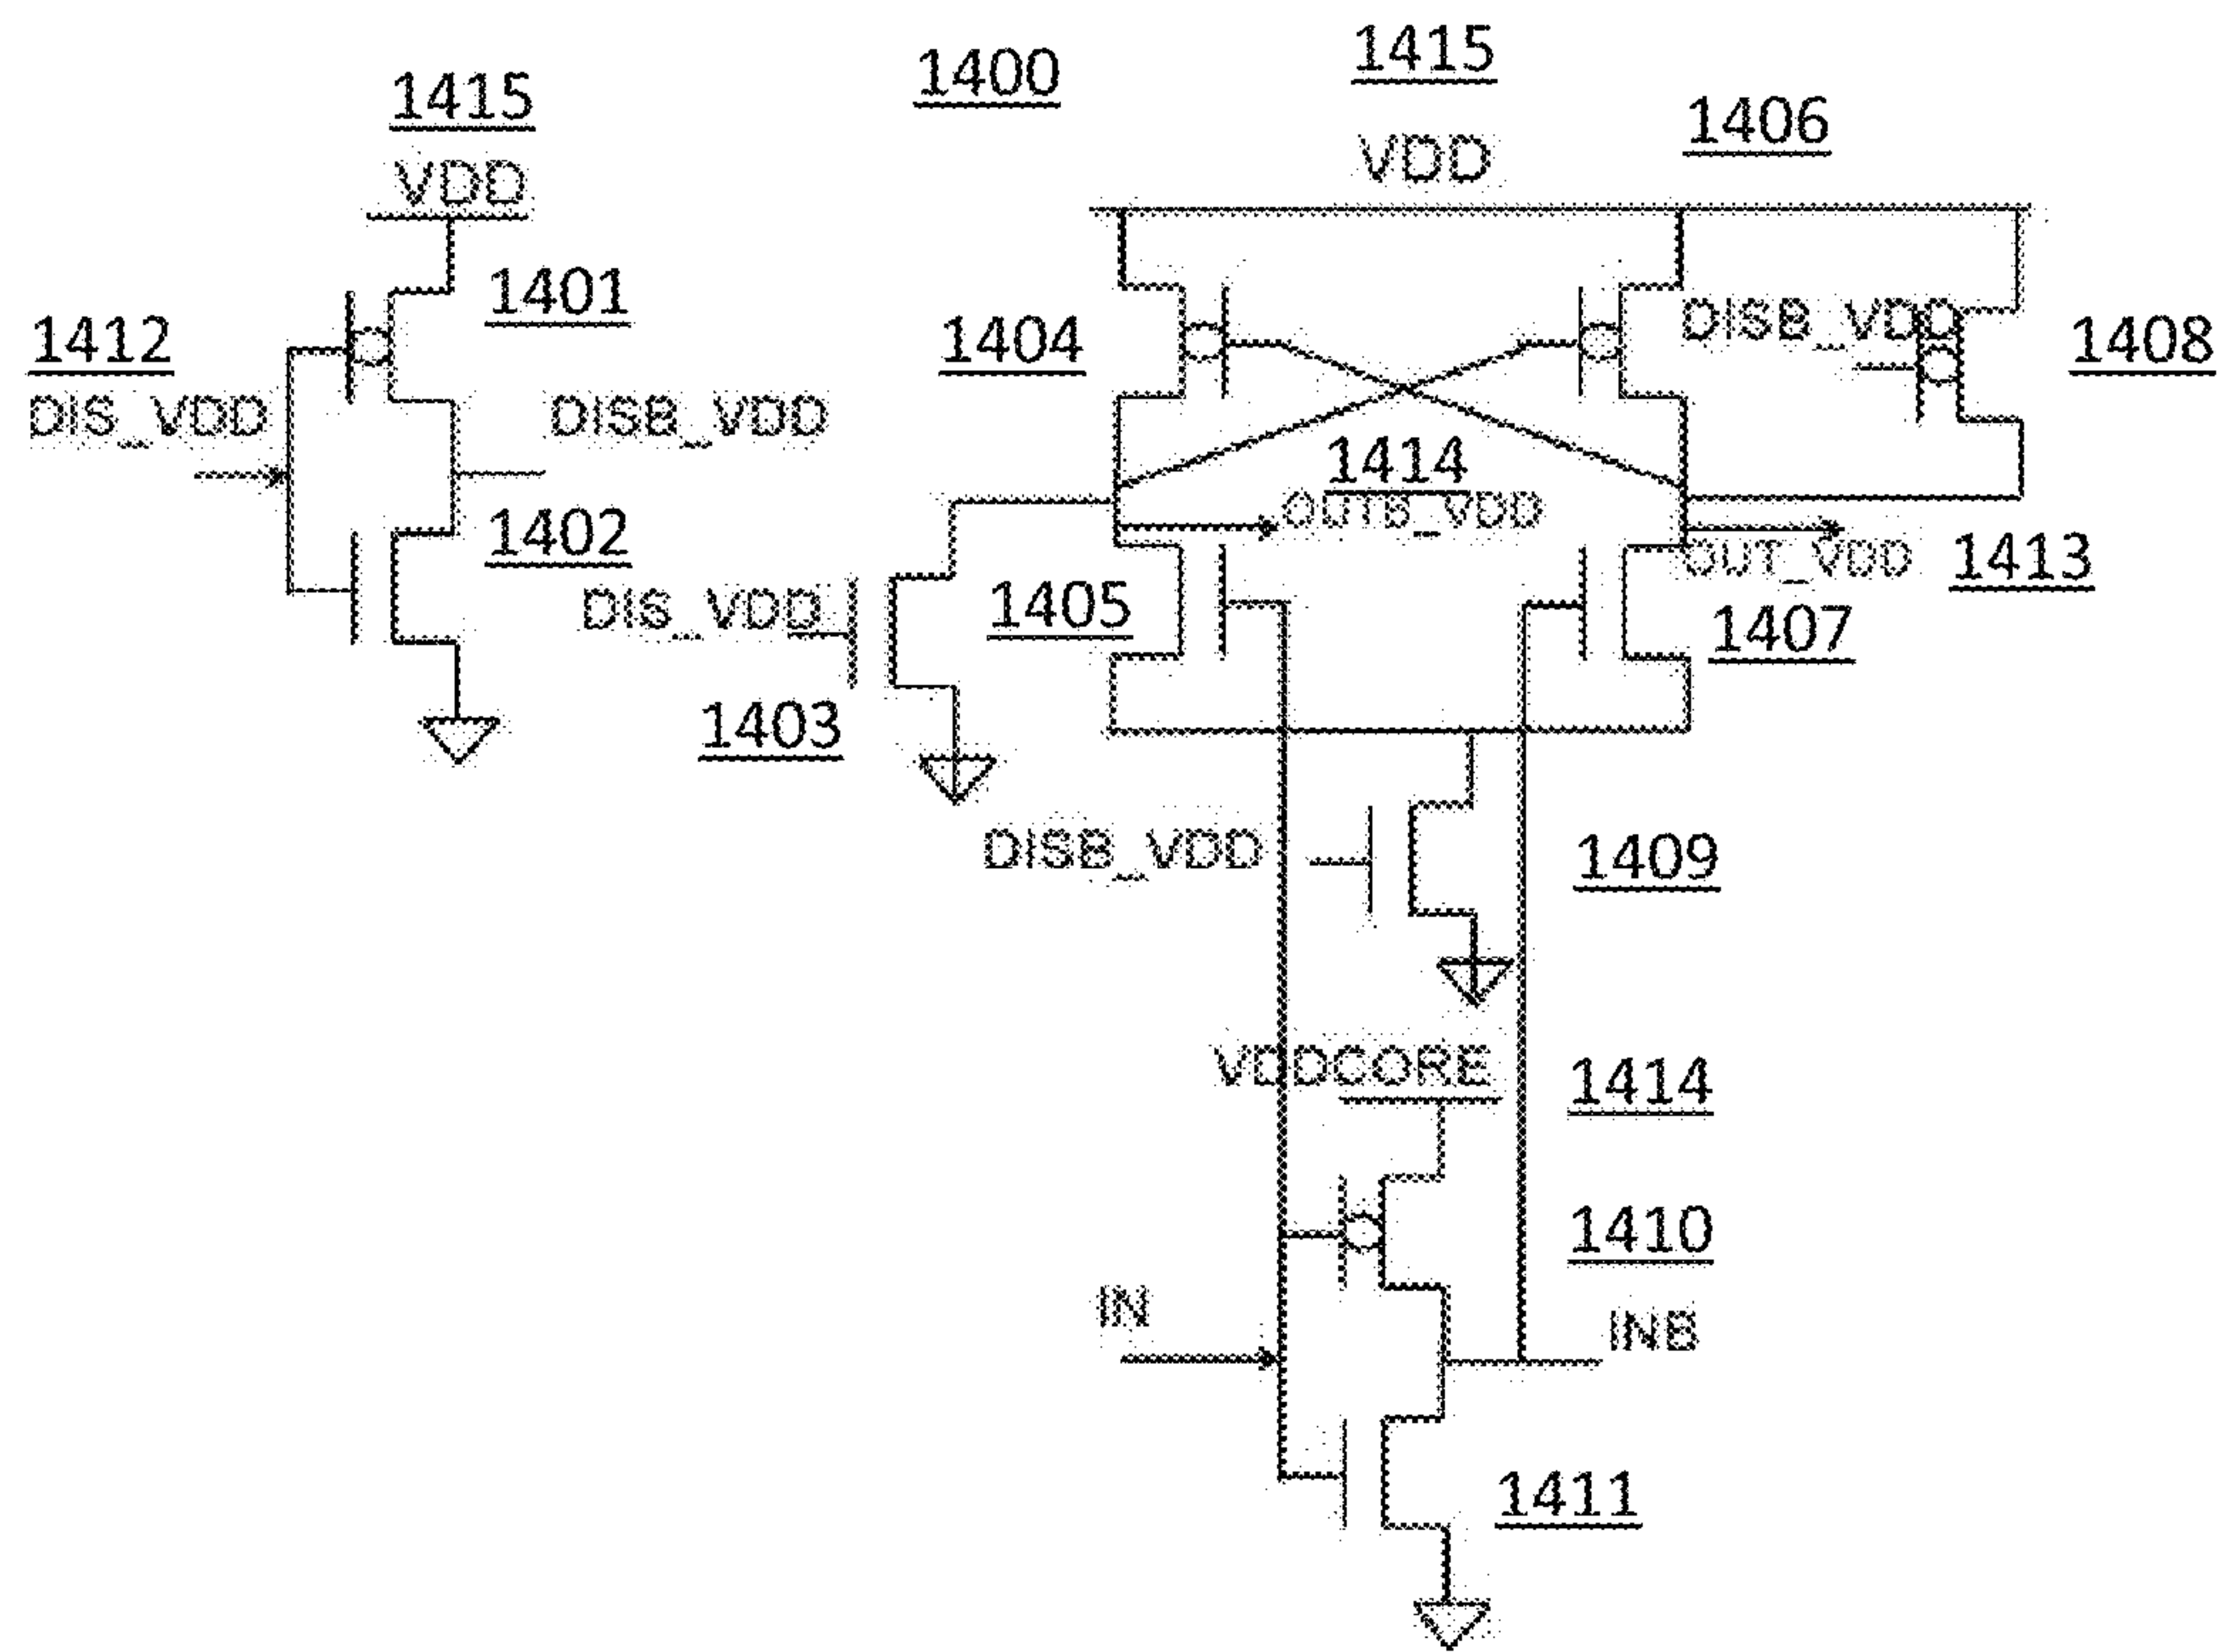 1400
1415
1415
VDD
1406
VDD
1401
1404
DISB_VDD
1408
1412
DIS_VDD
DISB_VDD
1414
OUTB_VDD
1402
OUT_VDD
1413
DIS_VDD
1405
1407
1403
DISB_VDD
1409
VDDCORE
1414
1410
IN
INB
1411